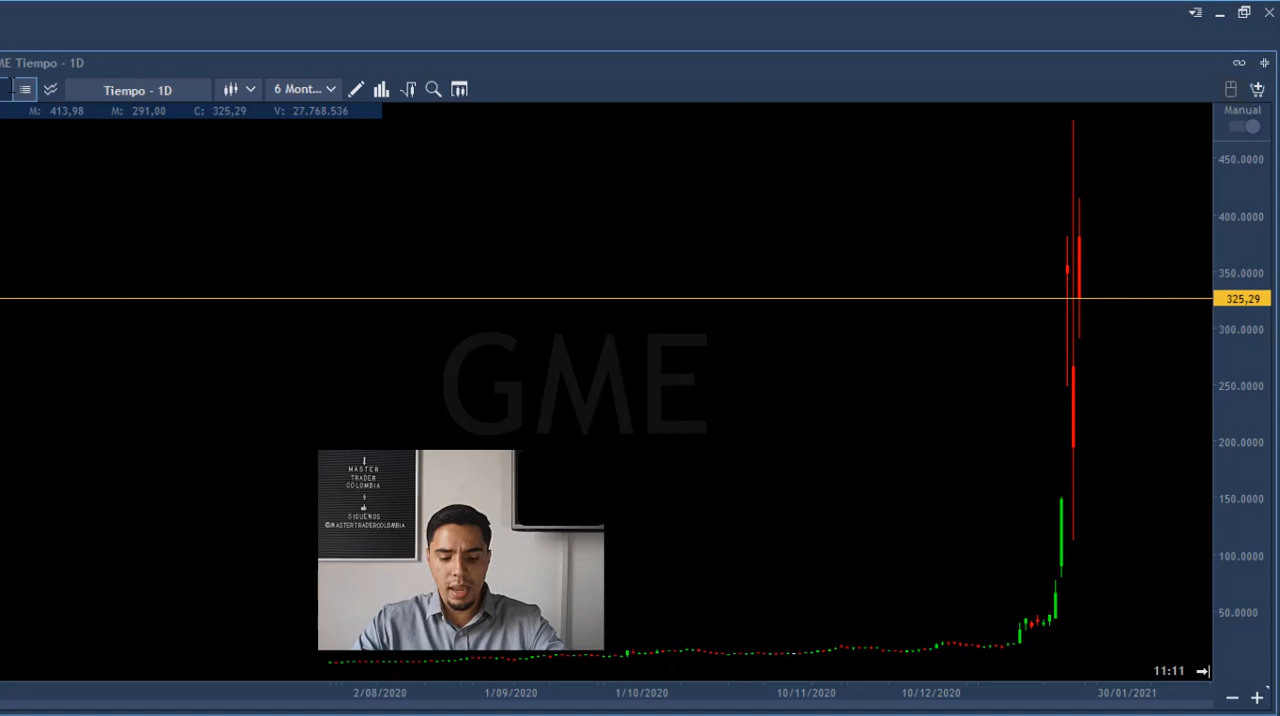 ME Tiempo - 1D
Tiempo - 1D
6 Mont...
M: 413,98 M: 291,00 C: 325,29 V: 27.768.536
Manual
450.0000
400.0000
350.0000
325,29
300.0000
250.0000
200.0000
150.0000
100.0000
50.0000
GME
MASTER
TRADER
COLOMBIA
SIGUENOS
@MASTERTRADERCOLOMBIA
11:11
2/08/2020 1/09/2020 1/10/2020 10/11/2020 10/12/2020 30/01/2021